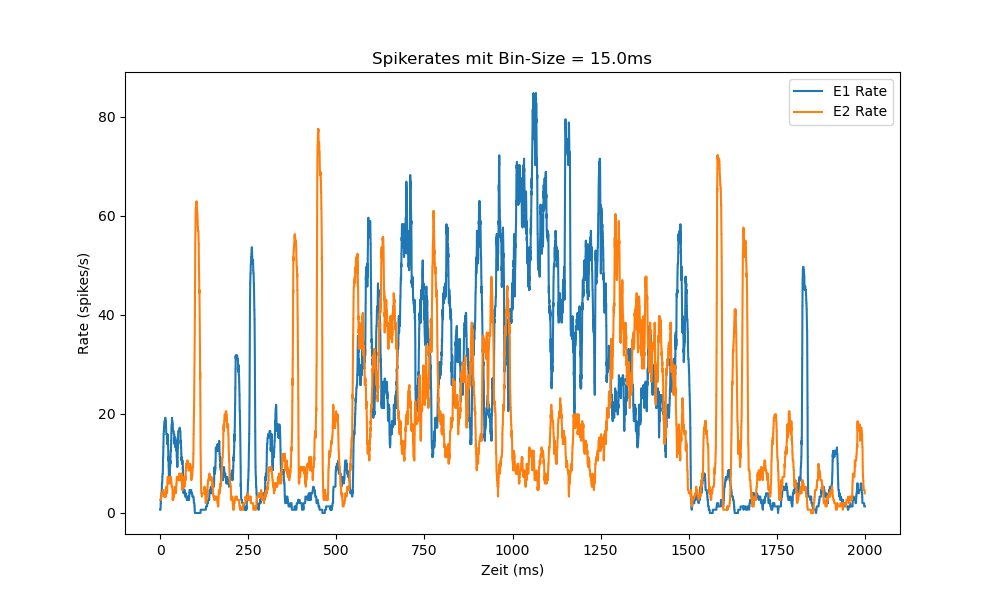 Spikerates mit Bin-Size = 15.0ms
E1 Rate
E2 Rate
80
60
40
20
0
Rate (spikes/s)
0 250 500 750 1000 1250 1500 1750 2000
Zeit (ms)